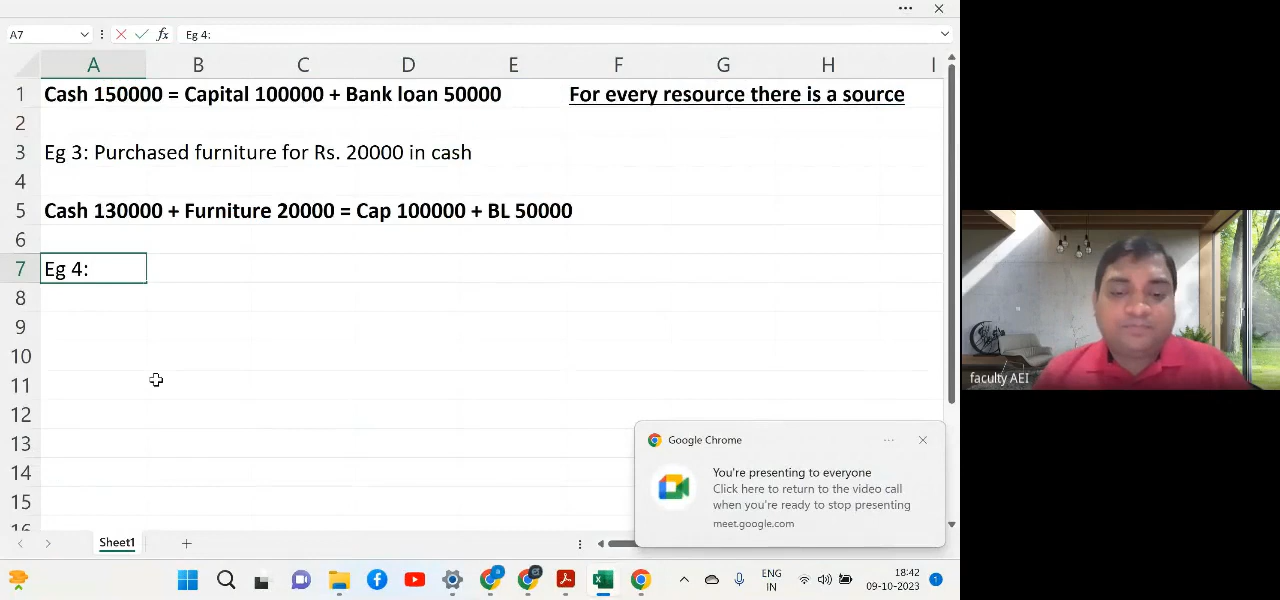 A7
fx
Eg 4:
A B C D E F G H I
1 Cash 150000 = Capital 100000 + Bank loan 50000 For every resource there is a source
2
3 Eg 3: Purchased furniture for Rs. 20000 in cash
4
5 Cash 130000 + Furniture 20000 = Cap 100000 + BL 50000
6
7 Eg 4:
8
9
10
11
12
13
14
15
16
faculty AEI
Google Chrome
You're presenting to everyone
Click here to return to the video call
when you're ready to stop presenting
meet.google.com
Sheet1
ENG
IN
18:42
09-10-2023
1